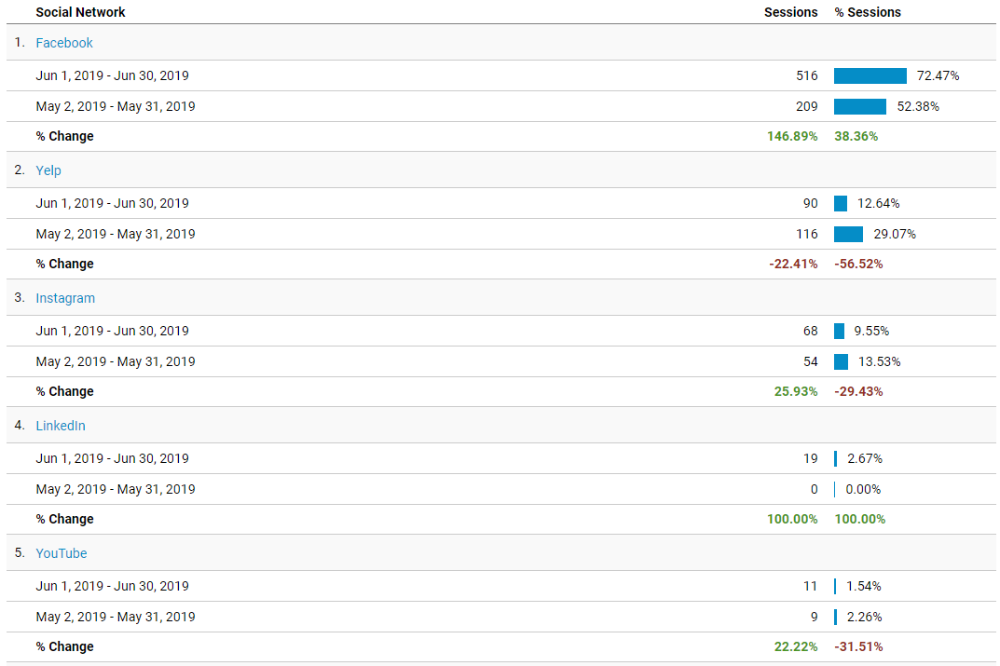 Social Network Sessions % Sessions
1. Facebook
Jun 1, 2019 - Jun 30, 2019 516 72.47%
May 2, 2019 - May 31, 2019 209 52.38%
% Change 146.89% 38.36%
2. Yelp
Jun 1, 2019 - Jun 30, 2019 90 12.64%
May 2, 2019 - May 31, 2019 116 29.07%
% Change -22.41% -56.52%
3. Instagram
Jun 1, 2019 - Jun 30, 2019 68 9.55%
May 2, 2019 - May 31, 2019 54 13.53%
% Change 25.93% -29.43%
4. LinkedIn
Jun 1, 2019 - Jun 30, 2019 19 2.67%
May 2, 2019 - May 31, 2019 0 0.00%
% Change 100.00% 100.00%
5. YouTube
Jun 1, 2019 - Jun 30, 2019 11 1.54%
May 2, 2019 - May 31, 2019 9 2.26%
% Change 22.22% -31.51%